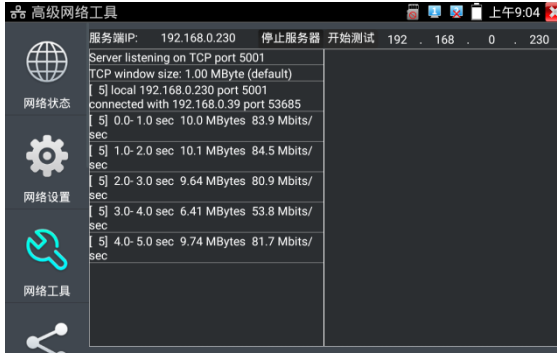 高级网络工具
上午9:04
服务端IP: 192.168.0.230 停止服务器 开始测试 192 . 168 . 0 . 230
网络状态
网络设置
网络工具
Server listening on TCP port 5001
TCP window size: 1.00 MByte (default)
[ 5] local 192.168.0.230 port 5001
connected with 192.168.0.39 port 53685
[ 5] 0.0- 1.0 sec 10.0 MBytes 83.9 Mbits/
sec
[ 5] 1.0- 2.0 sec 10.1 MBytes 84.5 Mbits/
sec
[ 5] 2.0- 3.0 sec 9.64 MBytes 80.9 Mbits/
sec
[ 5] 3.0- 4.0 sec 6.41 MBytes 53.8 Mbits/
sec
[ 5] 4.0- 5.0 sec 9.74 MBytes 81.7 Mbits/
sec